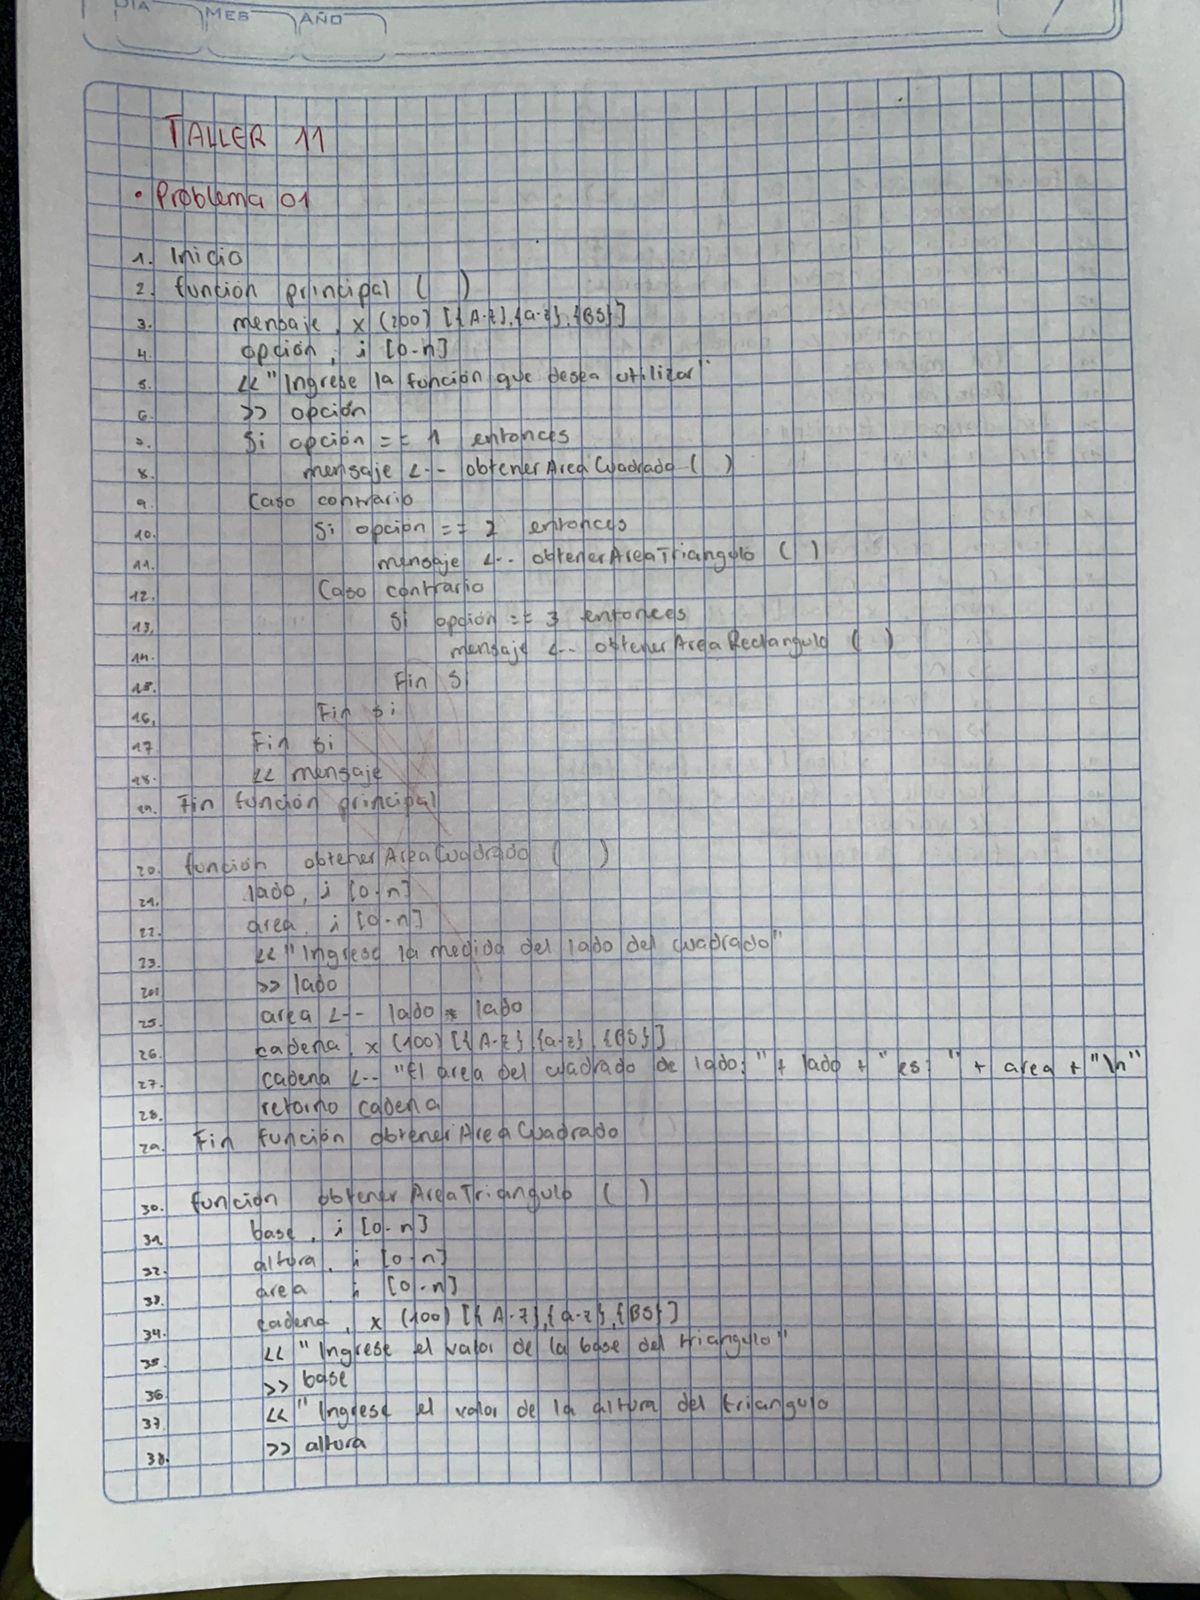 DIA MES AÑO
TALLER 11
• Problema 01
1. Inicio
2. función principal ( )
3. mensaje, x (200) [{A-z},{a-z},{BS}]
4. opción, i [0-n]
5. << "Ingrese la función que desea utilizar"
6. >> opción
7. Si opción == 1 entonces
8. mensaje <-- obtenerAreaCuadrado ( )
9. Caso contrario
10. Si opción == 2 entonces
11. mensaje <-- obtenerAreaTriangulo ( )
12. Caso contrario
13. Si opción == 3 entonces
14. mensaje <-- obtenerAreaRectangulo ( )
15. Fin si
16. Fin si
17 Fin si
18. << mensaje
19. Fin función principal
20. función obtenerAreaCuadrado ( )
21. lado, i [0-n]
22. area, i [0-n]
23. << "Ingrese la medida del lado del cuadrado"
24. >> lado
25. area <-- lado * lado
26. cadena, x (100) [{A-z},{a-z},{BS}]
27. cadena <-- "El area del cuadrado de lado: " + lado + "es: " + area + "\n"
28. retorno cadena
29. Fin función obtenerAreaCuadrado
30. función obtenerAreaTriangulo ( )
31. base, i [0-n]
32. altura, i [0-n]
33. area, i [0-n]
34. cadena, x (100) [{A-z},{a-z},{BS}]
35 << "Ingrese el valor de la base del triangulo"
36 >> base
37. << "Ingrese el valor de la altura del triangulo
38. >> altura